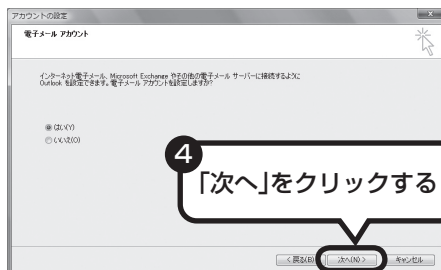 アカウントの設定
電子メール アカウント
インターネット電子メール、Microsoft Exchange やその他の電子メール サーバーに接続するように
Outlook を設定できます。電子メール アカウントを設定しますか?
はい(Y)
いいえ(O)
4
「次へ」をクリックする
< 戻る(B)
次へ(N) >
キャンセル